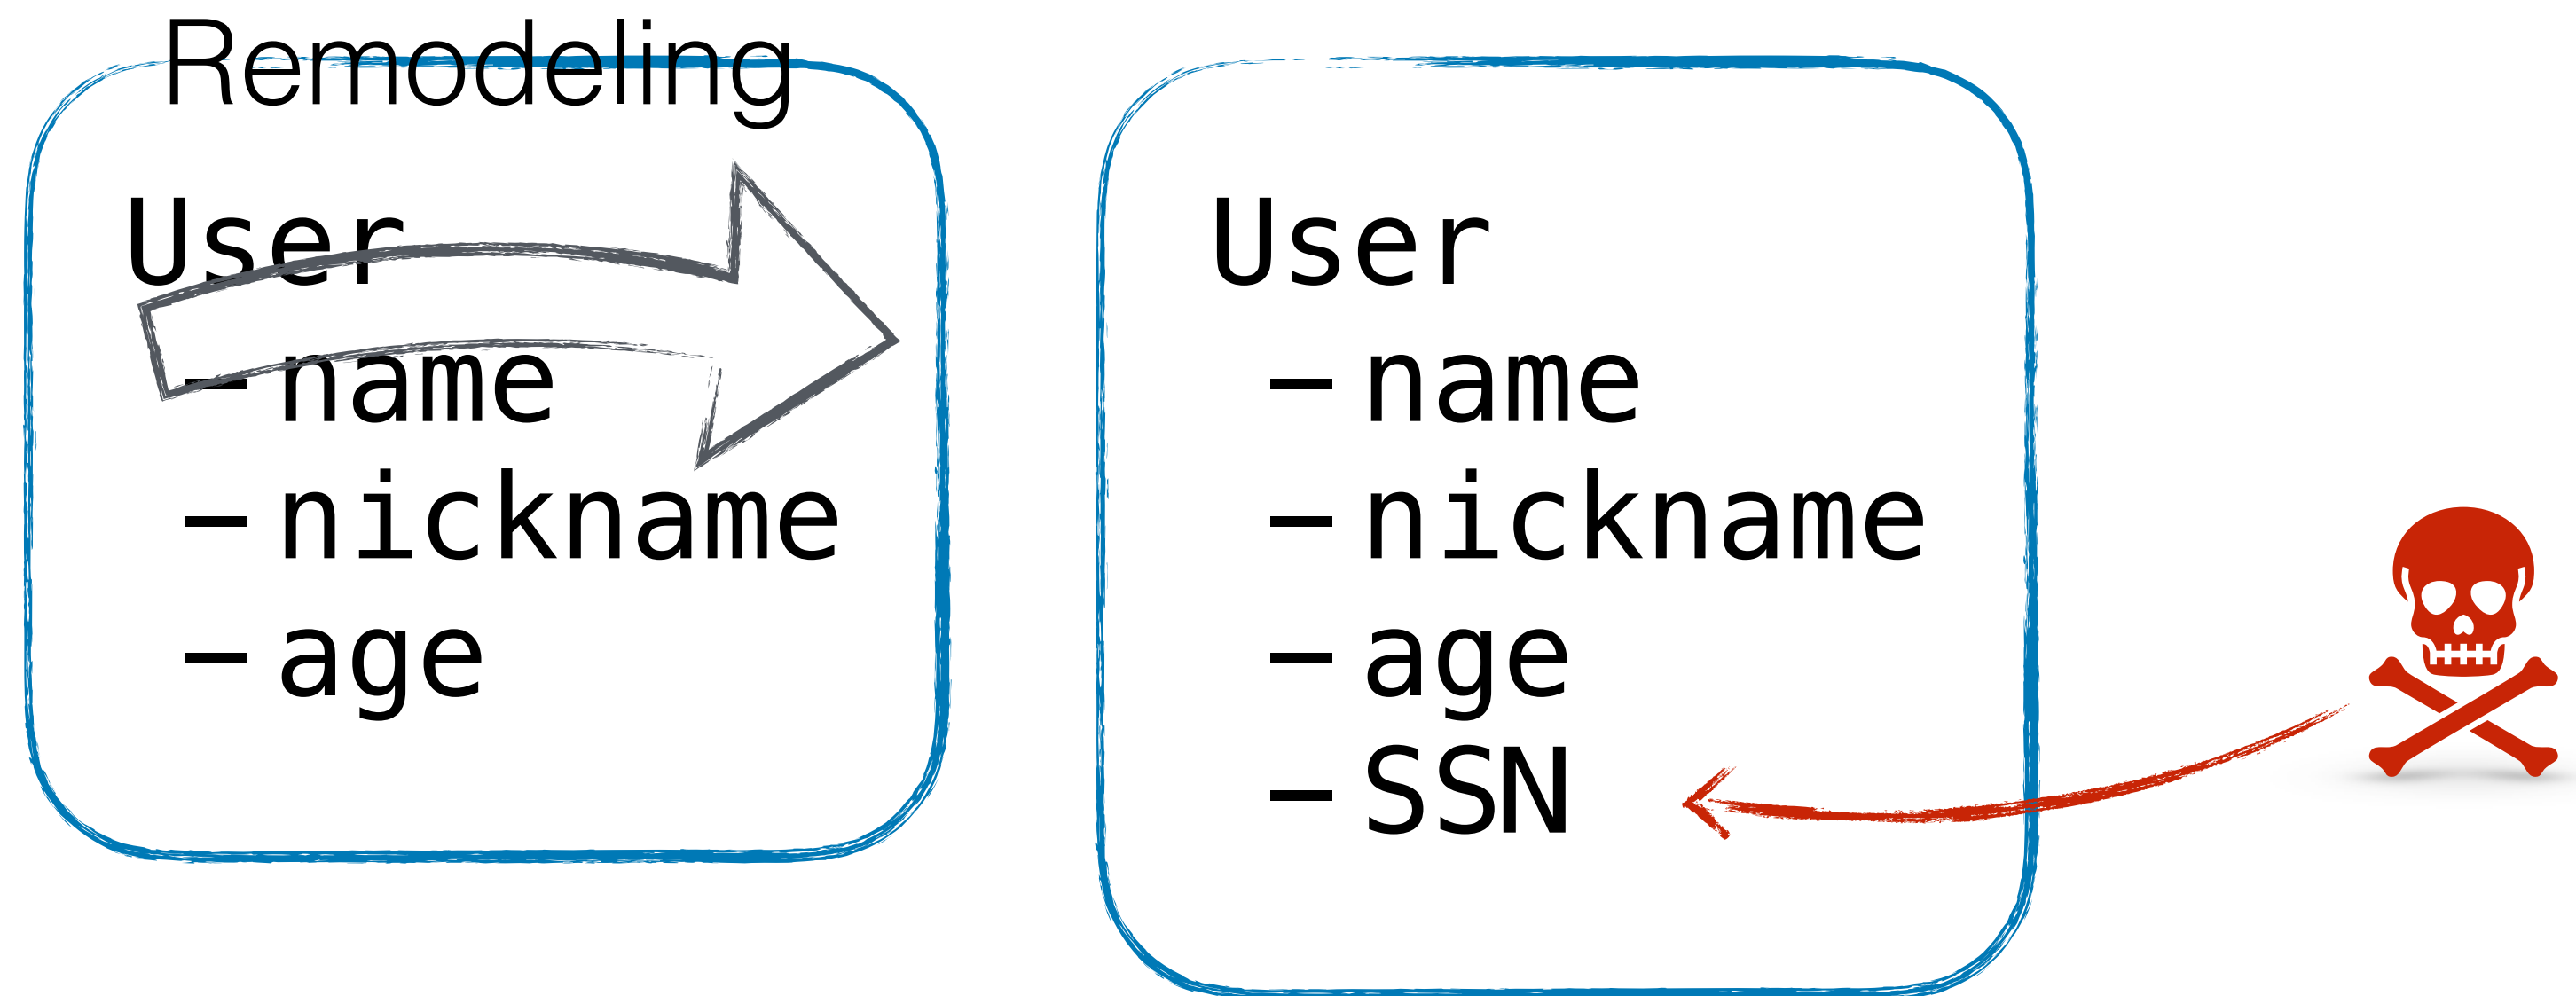 Remodeling
User
– name
– nickname
– age
User
– name
– nickname
– age
– SSN